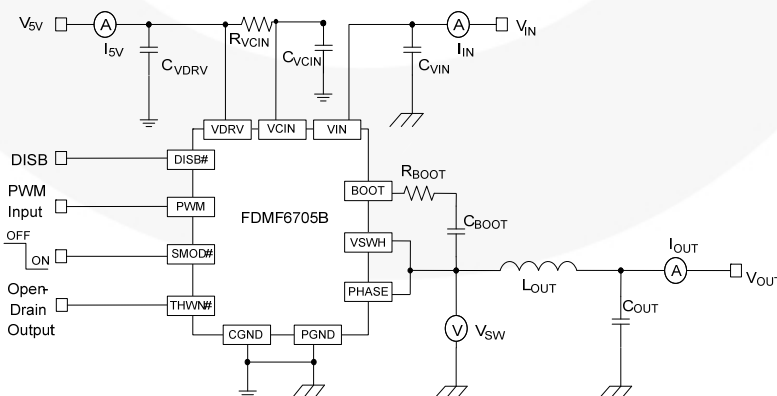 V5V
A
I5V
RVCIN
CVDRV
CVCIN
CVIN
A
IIN
VIN
VDRV
VCIN
VIN
DISB
DISB#
PWM
Input
PWM
FDMF6705B
BOOT
RBOOT
CBOOT
OFF
ON
SMOD#
VSWH
Open-
Drain
Output
THWN#
PHASE
LOUT
IOUT
A
VOUT
COUT
V
VSW
CGND
PGND